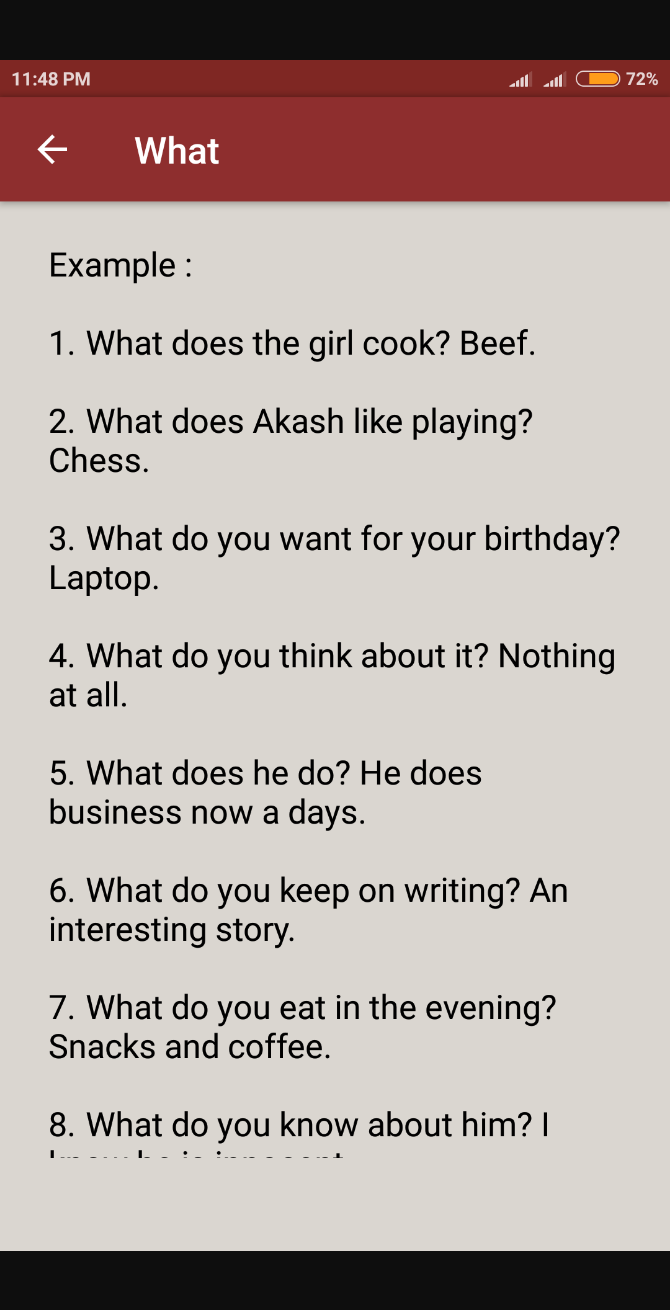 11:48 PM 72%
What
Example :
1. What does the girl cook? Beef.
2. What does Akash like playing?
Chess.
3. What do you want for your birthday?
Laptop.
4. What do you think about it? Nothing
at all.
5. What does he do? He does
business now a days.
6. What do you keep on writing? An
interesting story.
7. What do you eat in the evening?
Snacks and coffee.
8. What do you know about him? I
know he is innocent